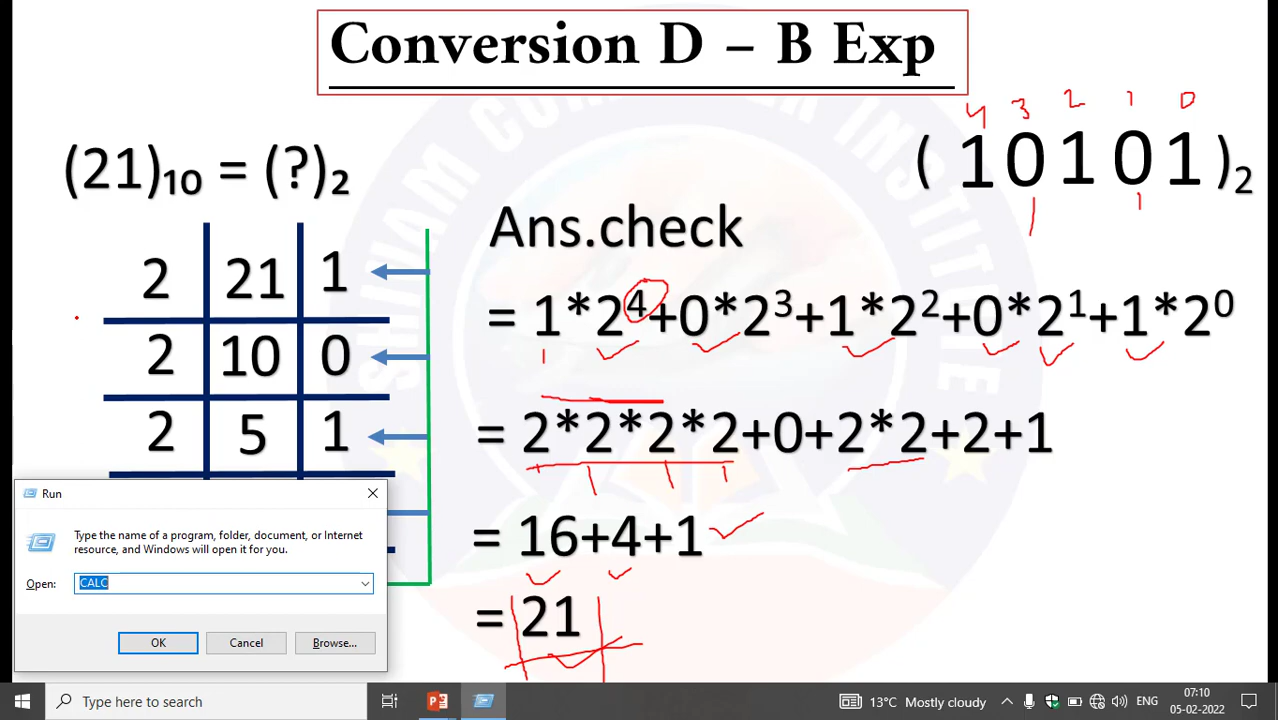 Conversion D – B Exp
4 3 2 1 0
(21)₁₀ = (?)₂
( 1 0 1 0 1 )₂
1 1
Ans.check
2 21 1
2 10 0
2 5 1
= 1*2⁴+0*2³+1*2²+0*2¹+1*2⁰
= 2*2*2*2+0+2*2+2+1
= 16+4+1
= 21
Run
Type the name of a program, folder, document, or Internet
resource, and Windows will open it for you.
Open: CALC
OK Cancel Browse...
Type here to search
13°C Mostly cloudy
ENG
07:10
05-02-2022